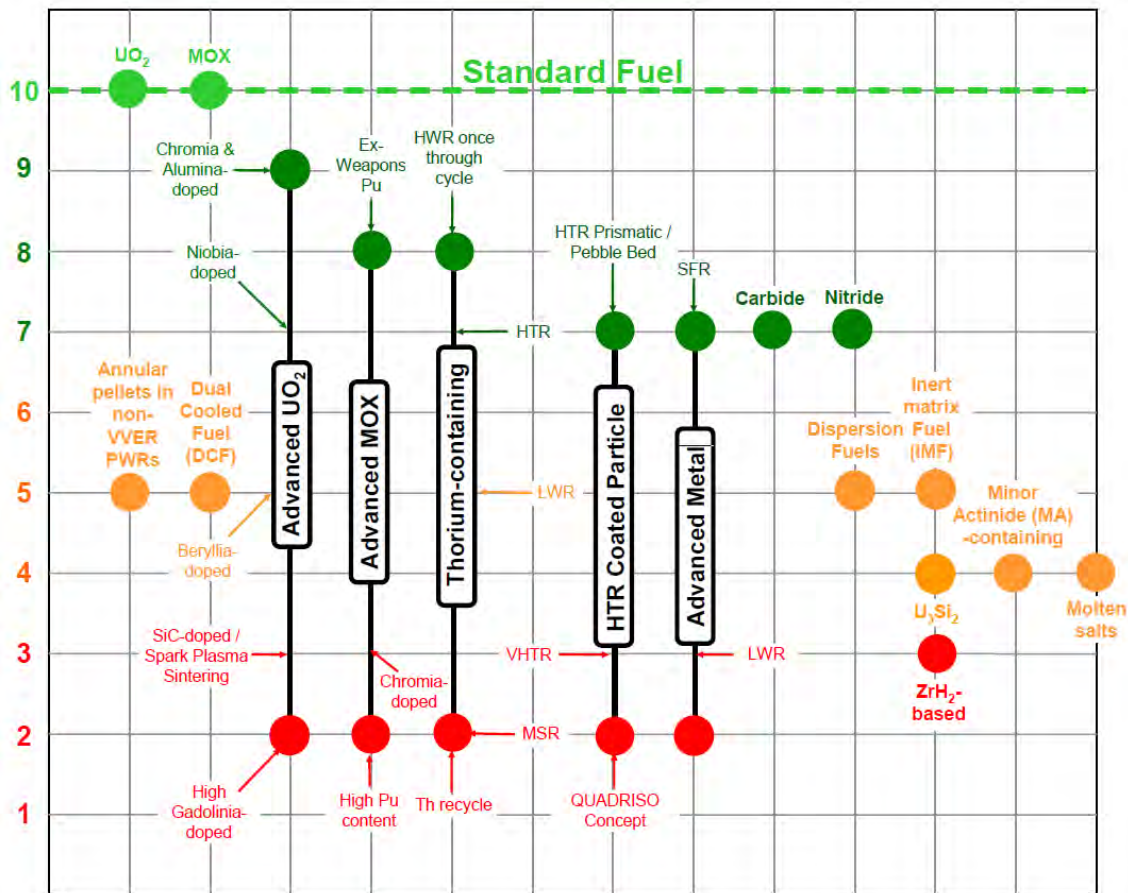 UO₂
MOX
Standard Fuel
10
9
8
7
6
5
4
3
2
1
Chromia &
Alumina-
doped
Ex-
Weapons
Pu
HWR once
through
cycle
Niobia-
doped
HTR Prismatic /
Pebble Bed
SFR
Carbide
Nitride
HTR
Annular
pellets in
non-
VVER
PWRs
Dual
Cooled
Fuel
(DCF)
Advanced UO₂
Advanced MOX
Thorium-containing
HTR Coated Particle
Advanced Metal
Dispersion
Fuels
Inert
matrix
Fuel
(IMF)
LWR
Minor
Actinide (MA)
-containing
Beryllia-
doped
U₃Si₂
Molten
salts
SiC-doped /
Spark Plasma
Sintering
Chromia-
doped
VHTR
LWR
ZrH₂-
based
MSR
High
Gadolinia-
doped
High Pu
content
Th recycle
QUADRISO
Concept